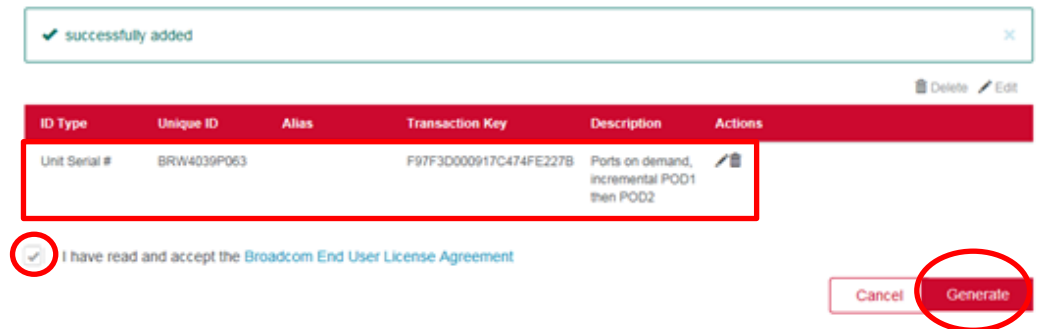 successfully added
Delete Edit
ID Type Unique ID Alias Transaction Key Description Actions
Unit Serial # BRW4039P063 F97F3D000917C474FE227B Ports on demand,
incremental POD1
then POD2
I have read and accept the Broadcom End User License Agreement
Cancel Generate